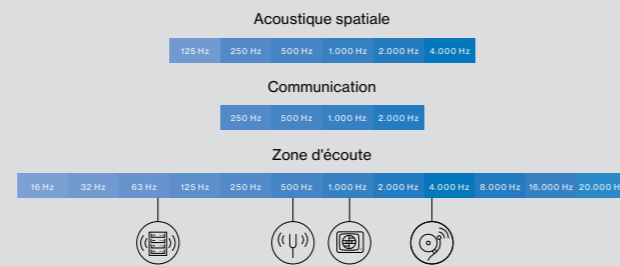 Acoustique spatiale
125 Hz 250 Hz 500 Hz 1.000 Hz 2.000 Hz 4.000 Hz
Communication
250 Hz 500 Hz 1.000 Hz 2.000 Hz
Zone d'écoute
16 Hz 32 Hz 63 Hz 125 Hz 250 Hz 500 Hz 1.000 Hz 2.000 Hz 4.000 Hz 8.000 Hz 16.000 Hz 20.000 Hz